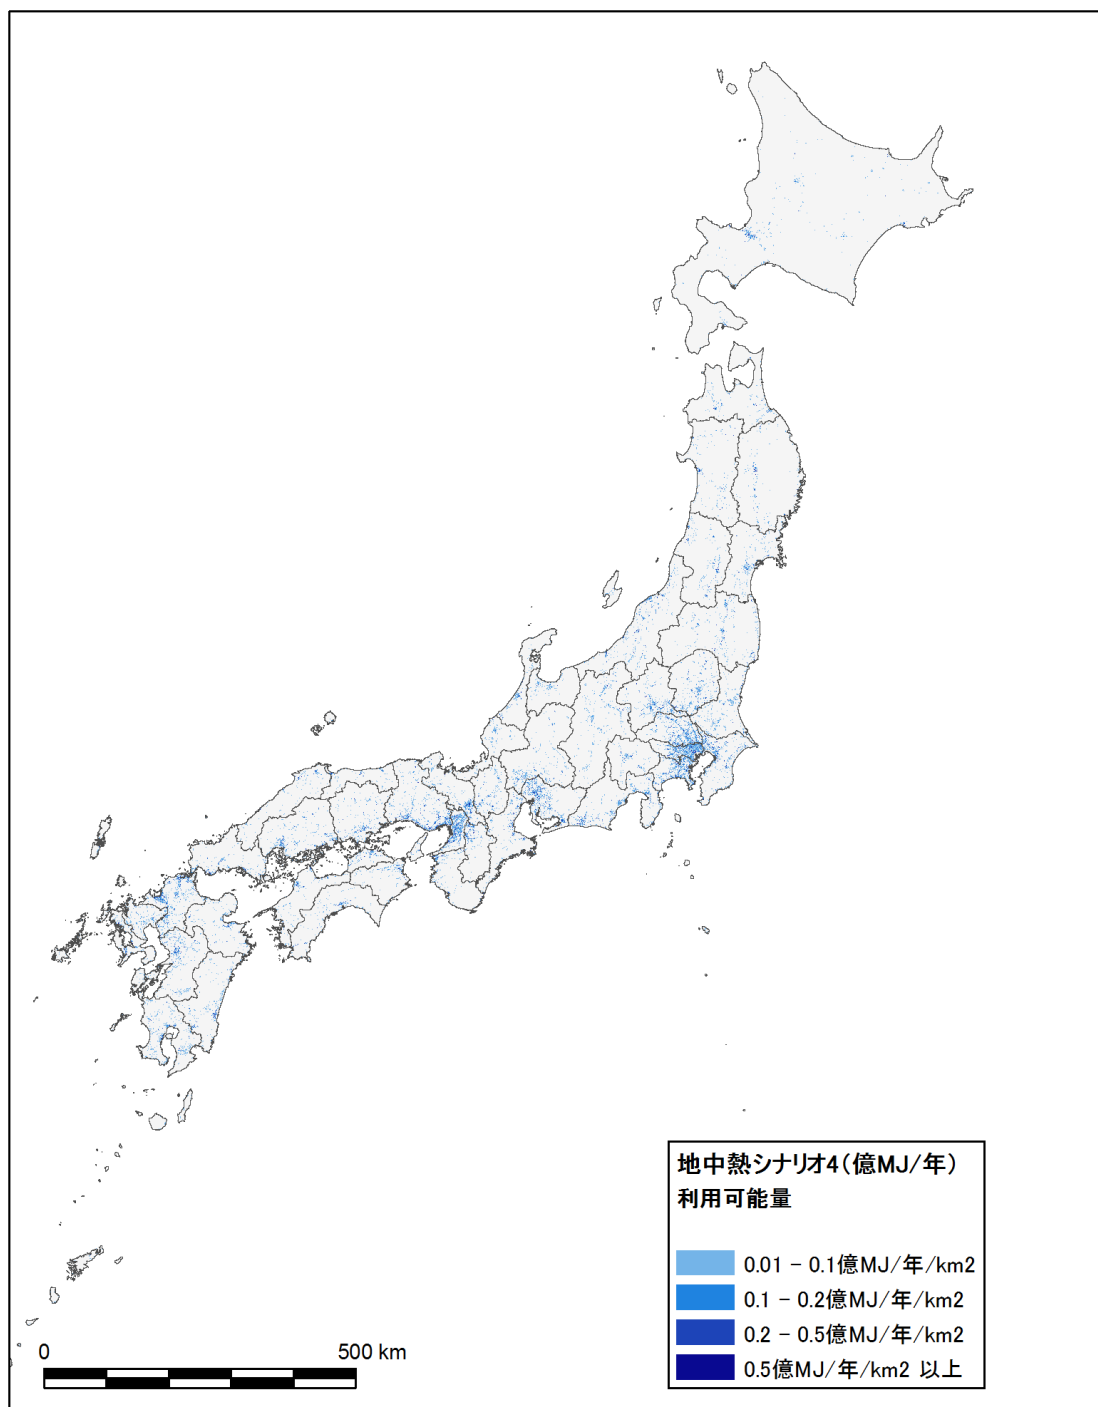 地中熱シナリオ4(億MJ/年)
利用可能量
0.01 - 0.1億MJ/年/km2
0.1 - 0.2億MJ/年/km2
0.2 - 0.5億MJ/年/km2
0.5億MJ/年/km2 以上
0 500 km